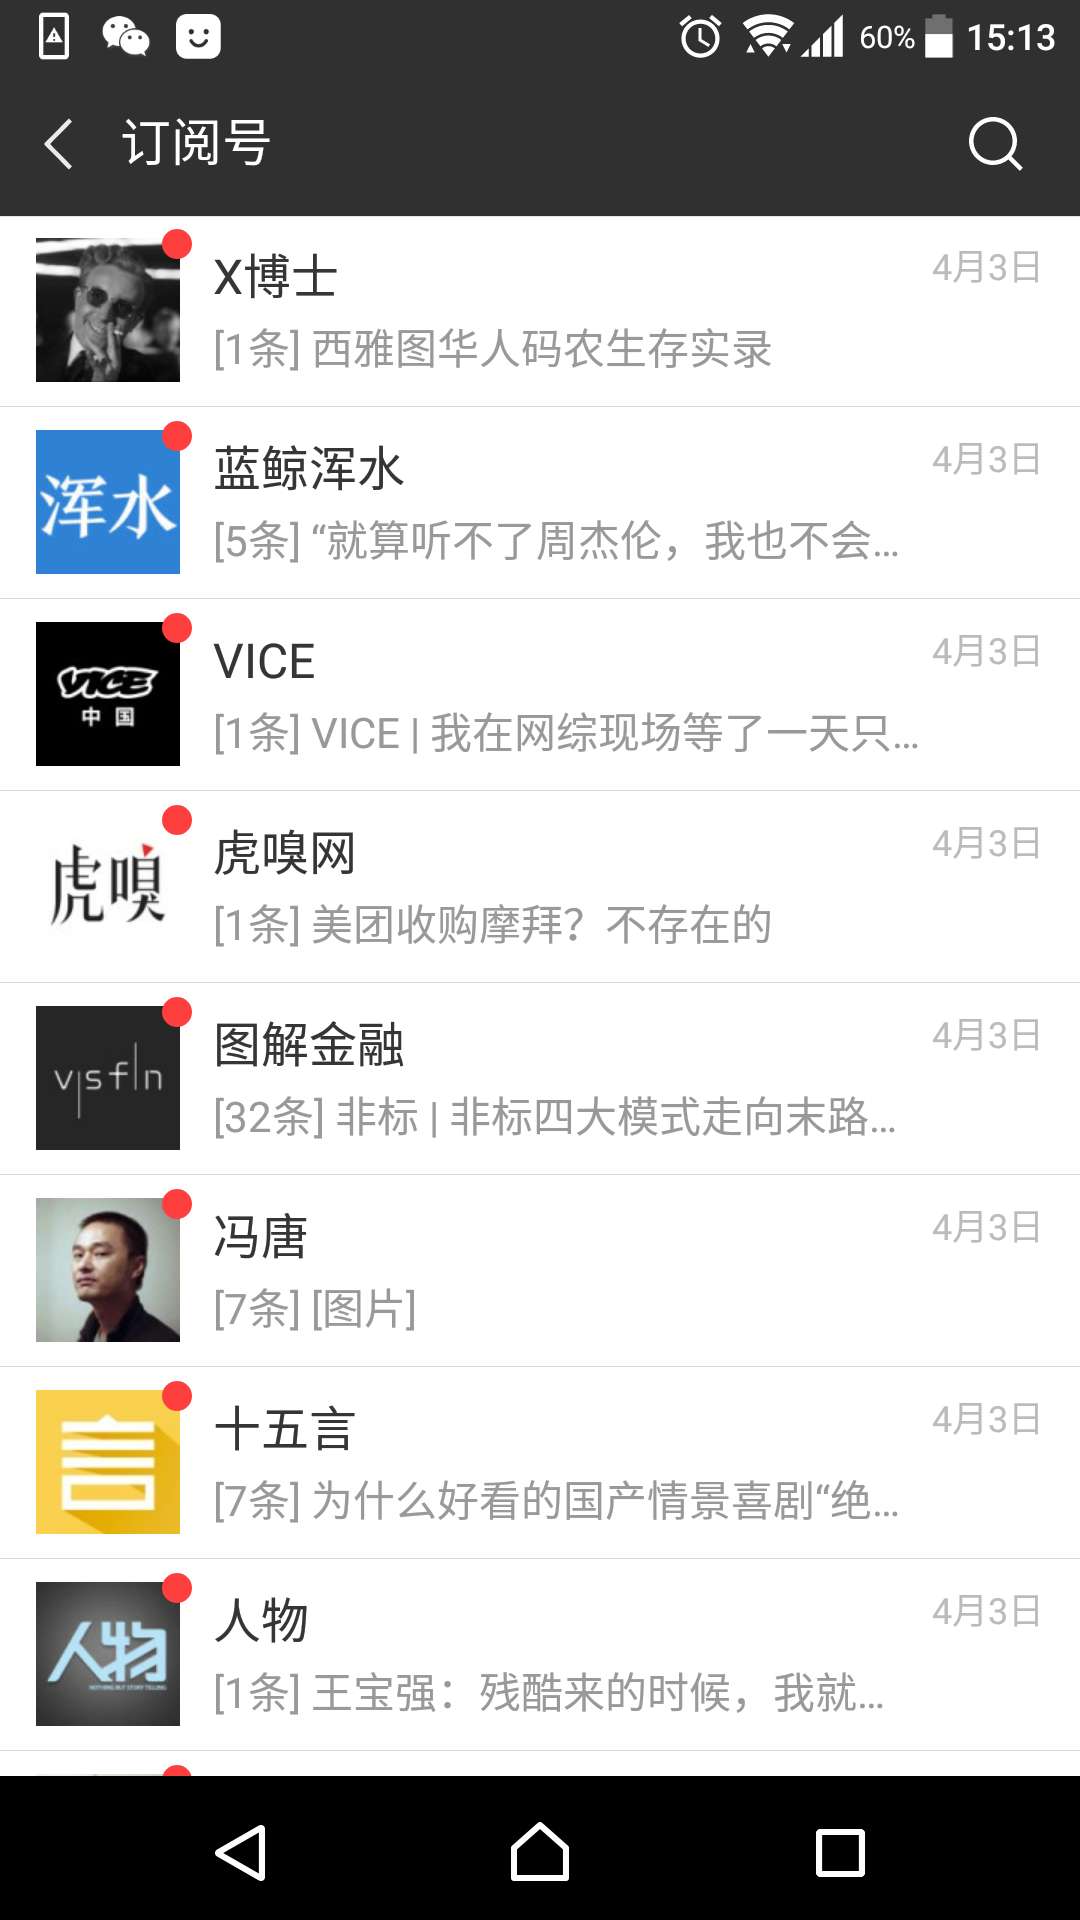 60% 15:13
订阅号
X博士 4月3日
[1条] 西雅图华人码农生存实录
浑水
蓝鲸浑水 4月3日
[5条] “就算听不了周杰伦，我也不会...
VICE
中国
VICE 4月3日
[1条] VICE | 我在网综现场等了一天只...
虎嗅
虎嗅网 4月3日
[1条] 美团收购摩拜？不存在的
visfin
图解金融 4月3日
[32条] 非标 | 非标四大模式走向末路...
冯唐 4月3日
[7条] [图片]
言
十五言 4月3日
[7条] 为什么好看的国产情景喜剧“绝...
人物
NOTHING BUT STORY TELLING
人物 4月3日
[1条] 王宝强：残酷来的时候，我就...